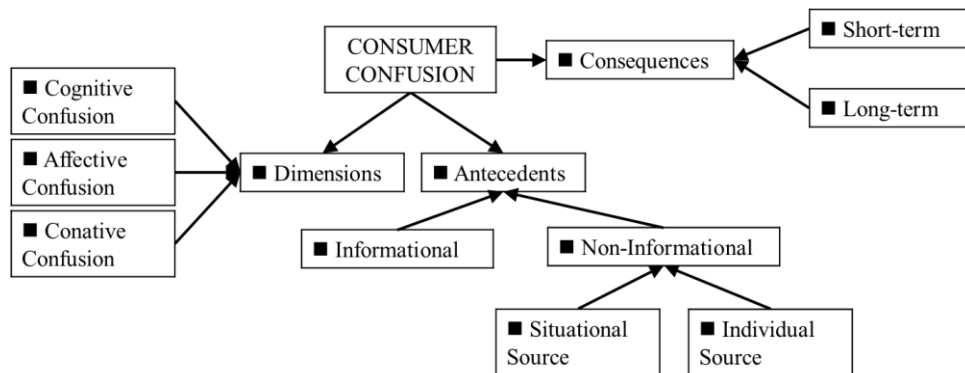 CONSUMER
CONFUSION
■ Consequences
■ Short-term
■ Long-term
■ Cognitive
Confusion
■ Affective
Confusion
■ Conative
Confusion
■ Dimensions
■ Antecedents
■ Informational
■ Non-Informational
■ Situational
Source
■ Individual
Source